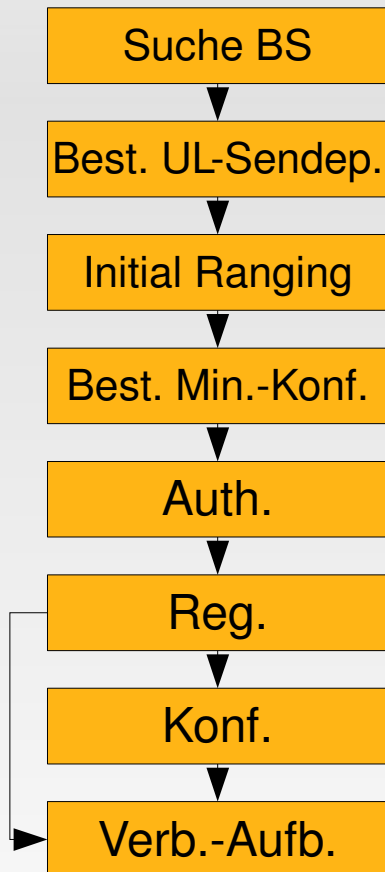 Suche BS
Best. UL-Sendep.
Initial Ranging
Best. Min.-Konf.
Auth.
Reg.
Konf.
Verb.-Aufb.